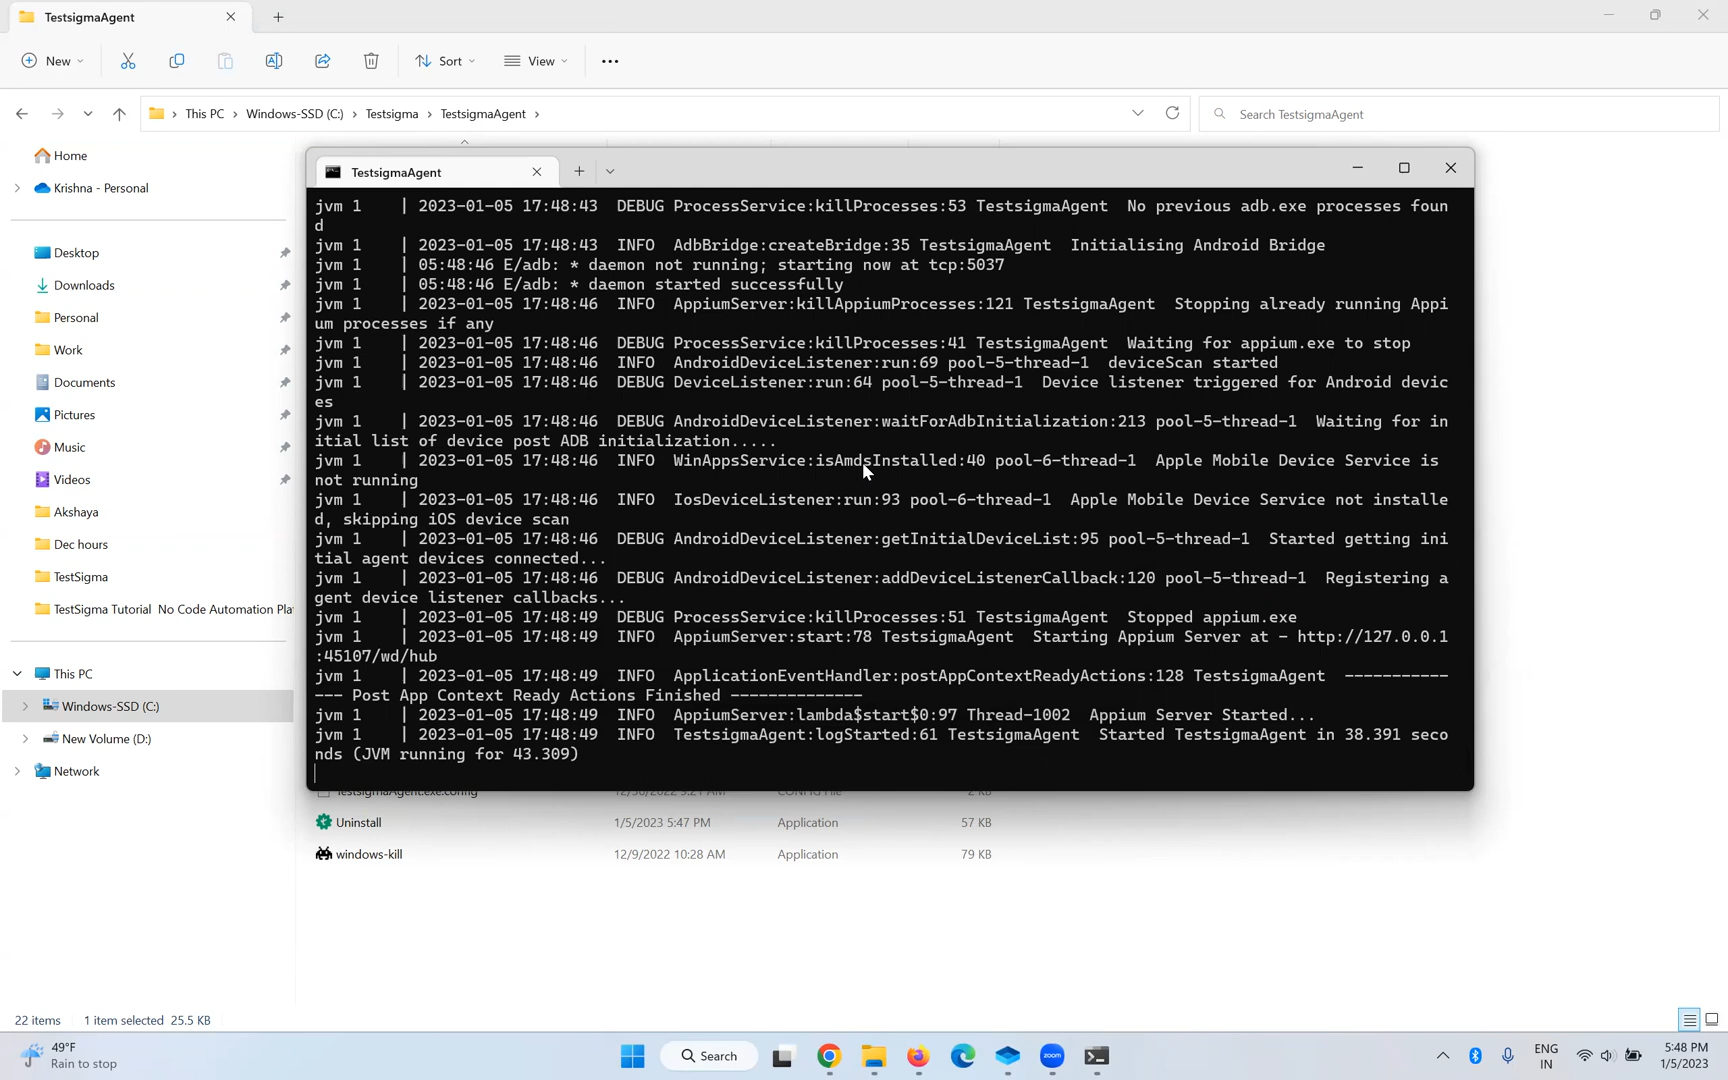 TestsigmaAgent
New
Sort
View
This PC
Windows-SSD (C:)
Testsigma
TestsigmaAgent
Search TestsigmaAgent
Home
Krishna - Personal
Desktop
Downloads
Personal
Work
Documents
Pictures
Music
Videos
Akshaya
Dec hours
TestSigma
TestSigma Tutorial No Code Automation Pla
This PC
Windows-SSD (C:)
New Volume (D:)
Network
TestsigmaAgent
jvm 1    | 2023-01-05 17:48:43  DEBUG ProcessService:killProcesses:53 TestsigmaAgent  No previous adb.exe processes foun
d
jvm 1    | 2023-01-05 17:48:43  INFO  AdbBridge:createBridge:35 TestsigmaAgent  Initialising Android Bridge
jvm 1    | 05:48:46 E/adb: * daemon not running; starting now at tcp:5037
jvm 1    | 05:48:46 E/adb: * daemon started successfully
jvm 1    | 2023-01-05 17:48:46  INFO  AppiumServer:killAppiumProcesses:121 TestsigmaAgent  Stopping already running Appi
um processes if any
jvm 1    | 2023-01-05 17:48:46  DEBUG ProcessService:killProcesses:41 TestsigmaAgent  Waiting for appium.exe to stop
jvm 1    | 2023-01-05 17:48:46  INFO  AndroidDeviceListener:run:69 pool-5-thread-1  deviceScan started
jvm 1    | 2023-01-05 17:48:46  DEBUG DeviceListener:run:64 pool-5-thread-1  Device listener triggered for Android devic
es
jvm 1    | 2023-01-05 17:48:46  DEBUG AndroidDeviceListener:waitForAdbInitialization:213 pool-5-thread-1  Waiting for in
itial list of device post ADB initialization.....
jvm 1    | 2023-01-05 17:48:46  INFO  WinAppsService:isAmdsInstalled:40 pool-6-thread-1  Apple Mobile Device Service is
not running
jvm 1    | 2023-01-05 17:48:46  INFO  IosDeviceListener:run:93 pool-6-thread-1  Apple Mobile Device Service not installe
d, skipping iOS device scan
jvm 1    | 2023-01-05 17:48:46  DEBUG AndroidDeviceListener:getInitialDeviceList:95 pool-5-thread-1  Started getting ini
tial agent devices connected...
jvm 1    | 2023-01-05 17:48:46  DEBUG AndroidDeviceListener:addDeviceListenerCallback:120 pool-5-thread-1  Registering a
gent device listener callbacks...
jvm 1    | 2023-01-05 17:48:49  DEBUG ProcessService:killProcesses:51 TestsigmaAgent  Stopped appium.exe
jvm 1    | 2023-01-05 17:48:49  INFO  AppiumServer:start:78 TestsigmaAgent  Starting Appium Server at - http://127.0.0.1
:45107/wd/hub
jvm 1    | 2023-01-05 17:48:49  INFO  ApplicationEventHandler:postAppContextReadyActions:128 TestsigmaAgent  -----------
--- Post App Context Ready Actions Finished --------------
jvm 1    | 2023-01-05 17:48:49  INFO  AppiumServer:lambda$start$0:97 Thread-1002  Appium Server Started...
jvm 1    | 2023-01-05 17:48:49  INFO  TestsigmaAgent:logStarted:61 TestsigmaAgent  Started TestsigmaAgent in 38.391 seco
nds (JVM running for 43.309)
TestsigmaAgent.exe.config 12/30/2022 9:21 AM CONFIG File 2 KB
Uninstall 1/5/2023 5:47 PM Application 57 KB
windows-kill 12/9/2022 10:28 AM Application 79 KB
22 items 1 item selected 25.5 KB
49°F
Rain to stop
Search
zoom
ENG
IN
5:48 PM
1/5/2023